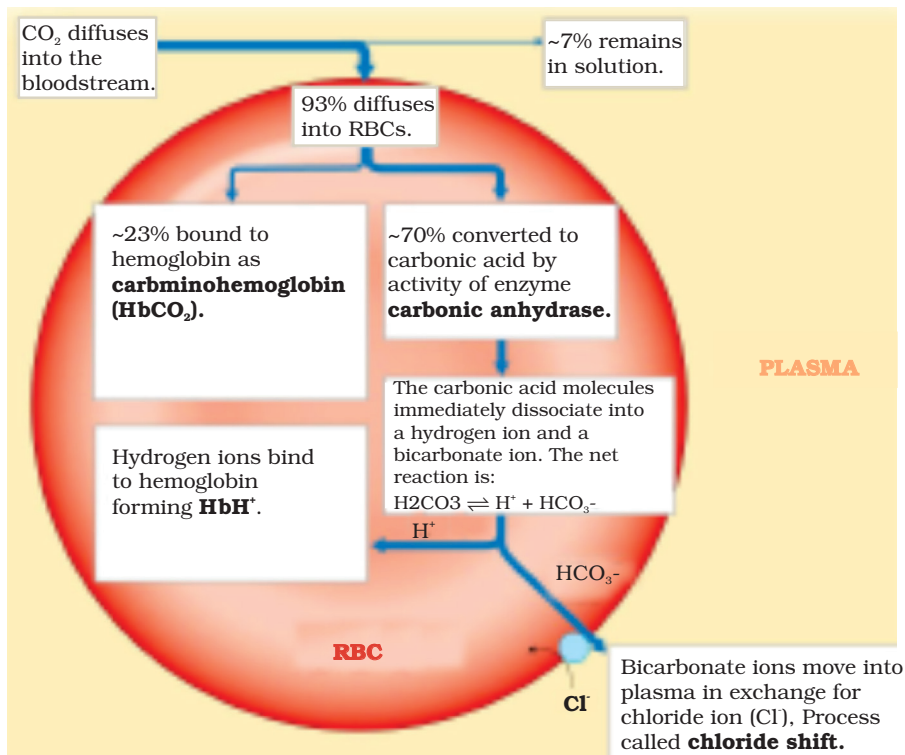 CO₂ diffuses
into the
bloodstream.
~7% remains
in solution.
93% diffuses
into RBCs.
~23% bound to
hemoglobin as
carbminohemoglobin
(HbCO₂).
~70% converted to
carbonic acid by
activity of enzyme
carbonic anhydrase.
PLASMA
The carbonic acid molecules
immediately dissociate into
a hydrogen ion and a
bicarbonate ion. The net
reaction is:
H2CO3 ⇌ H⁺ + HCO₃-
Hydrogen ions bind
to hemoglobin
forming HbH⁺.
H⁺
HCO₃-
RBC
Cl⁻
Bicarbonate ions move into
plasma in exchange for
chloride ion (Cl⁻), Process
called chloride shift.